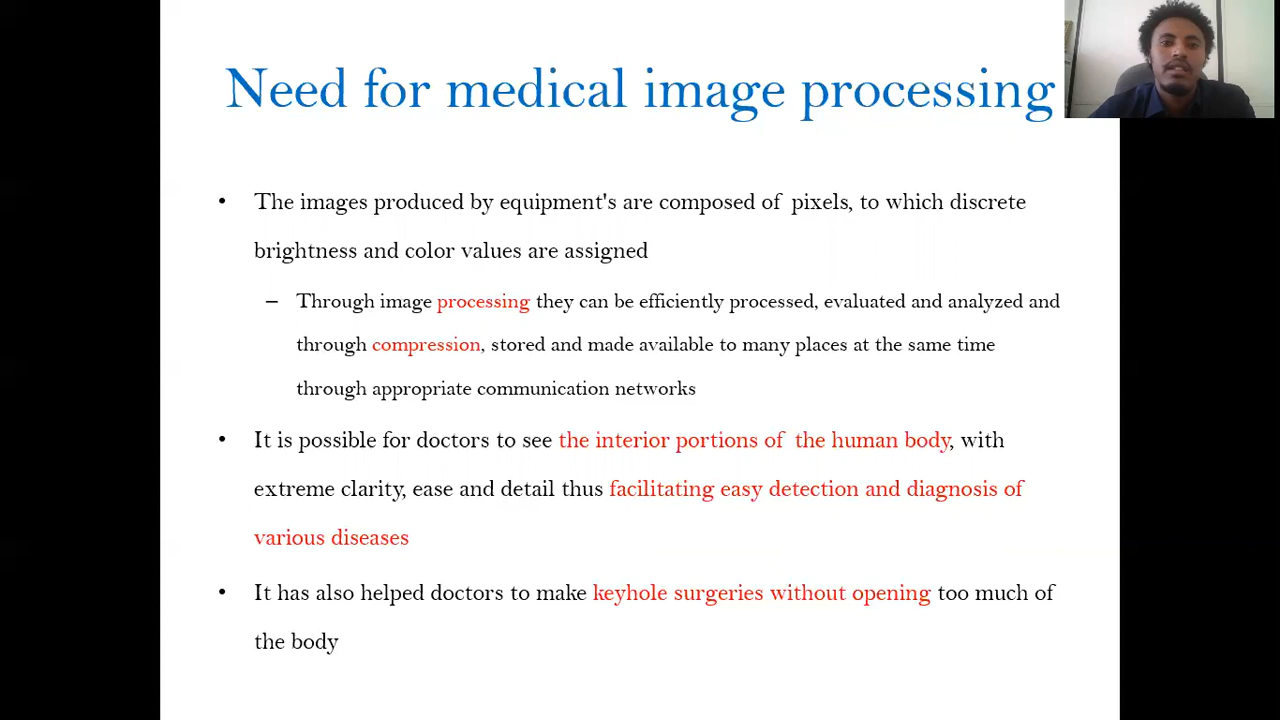 Need for medical image processing
• The images produced by equipment's are composed of pixels, to which discrete
brightness and color values are assigned
– Through image processing they can be efficiently processed, evaluated and analyzed and
through compression, stored and made available to many places at the same time
through appropriate communication networks
• It is possible for doctors to see the interior portions of the human body, with
extreme clarity, ease and detail thus facilitating easy detection and diagnosis of
various diseases
• It has also helped doctors to make keyhole surgeries without opening too much of
the body